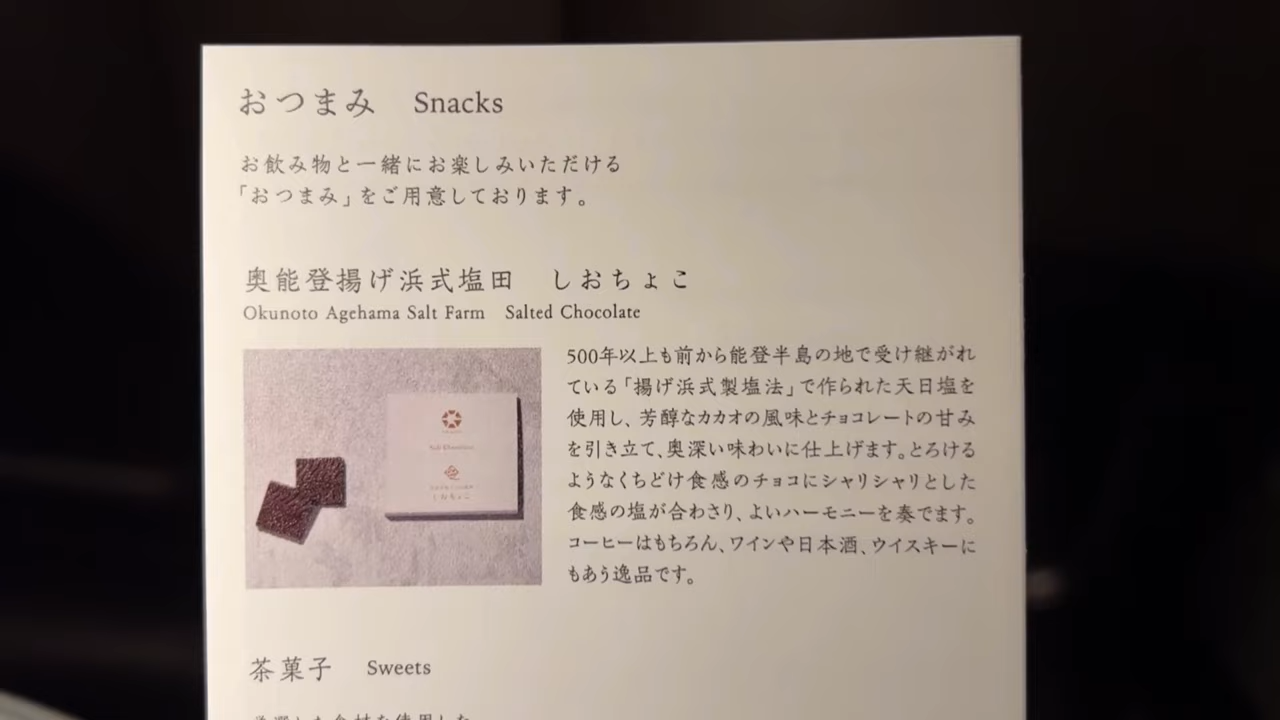 おつまみ Snacks
お飲み物と一緒にお楽しみいただける
「おつまみ」をご用意しております。
奥能登揚げ浜式塩田 しおちょこ
Okunoto Agehama Salt Farm Salted Chocolate
500年以上も前から能登半島の地で受け継がれ
ている「揚げ浜式製塩法」で作られた天日塩を
使用し、芳醇なカカオの風味とチョコレートの甘み
を引き立て、奥深い味わいに仕上げます。とろける
ようなくちどけ食感のチョコにシャリシャリとした
食感の塩が合わさり、よいハーモニーを奏でます。
コーヒーはもちろん、ワインや日本酒、ウイスキーに
もあう逸品です。
Salt Chocolate
しおちょこ
茶菓子 Sweets